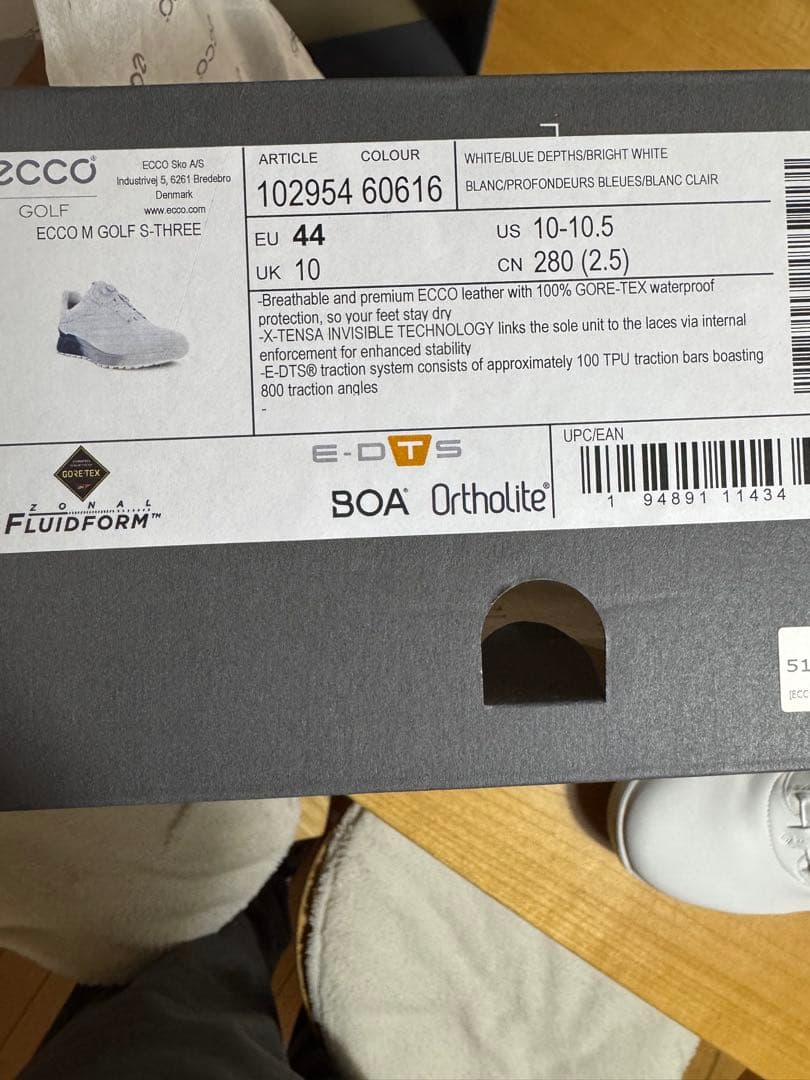 ecco
ECCO Sko A/S
Industrivej 5, 6261 Bredebro
Denmark
www.ecco.com
GOLF
ECCO M GOLF S-THREE
ARTICLE COLOUR
102954 60616
WHITE/BLUE DEPTHS/BRIGHT WHITE
BLANC/PROFONDEURS BLEUES/BLANC CLAIR
EU 44 US 10-10.5
UK 10 CN 280 (2.5)
-Breathable and premium ECCO leather with 100% GORE-TEX waterproof
protection, so your feet stay dry
-X-TENSA INVISIBLE TECHNOLOGY links the sole unit to the laces via internal
enforcement for enhanced stability
-E-DTS® traction system consists of approximately 100 TPU traction bars boasting
800 traction angles
-
GORE-TEX
ZONAL
FLUIDFORM™
E-DTS
BOA® Ortholite®
UPC/EAN
1 94891 11434
51
[ECC